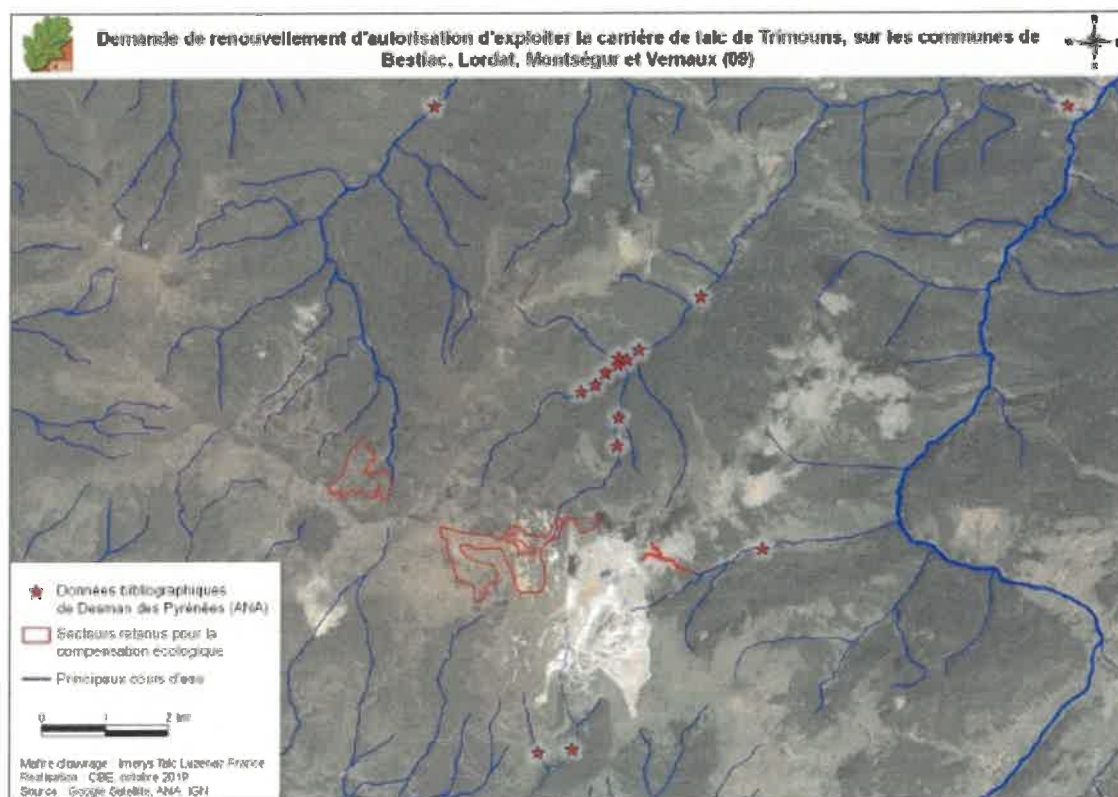 Demande de renouvellement d'autorisation d'exploiter la carrière de talc de Trimouns, sur les communes de
Bestiac, Lordat, Montségur et Vernaux (09)
Données bibliographiques
de Desman des Pyrénées (ANA)
Secteurs retenus pour la
compensation écologique
Principaux cours d'eau
0 1 2 km
Maître d'ouvrage : Imerys Talc Luzenac France
Réalisation : CBE, octobre 2019
Source : Google Satellite, ANA, IGN